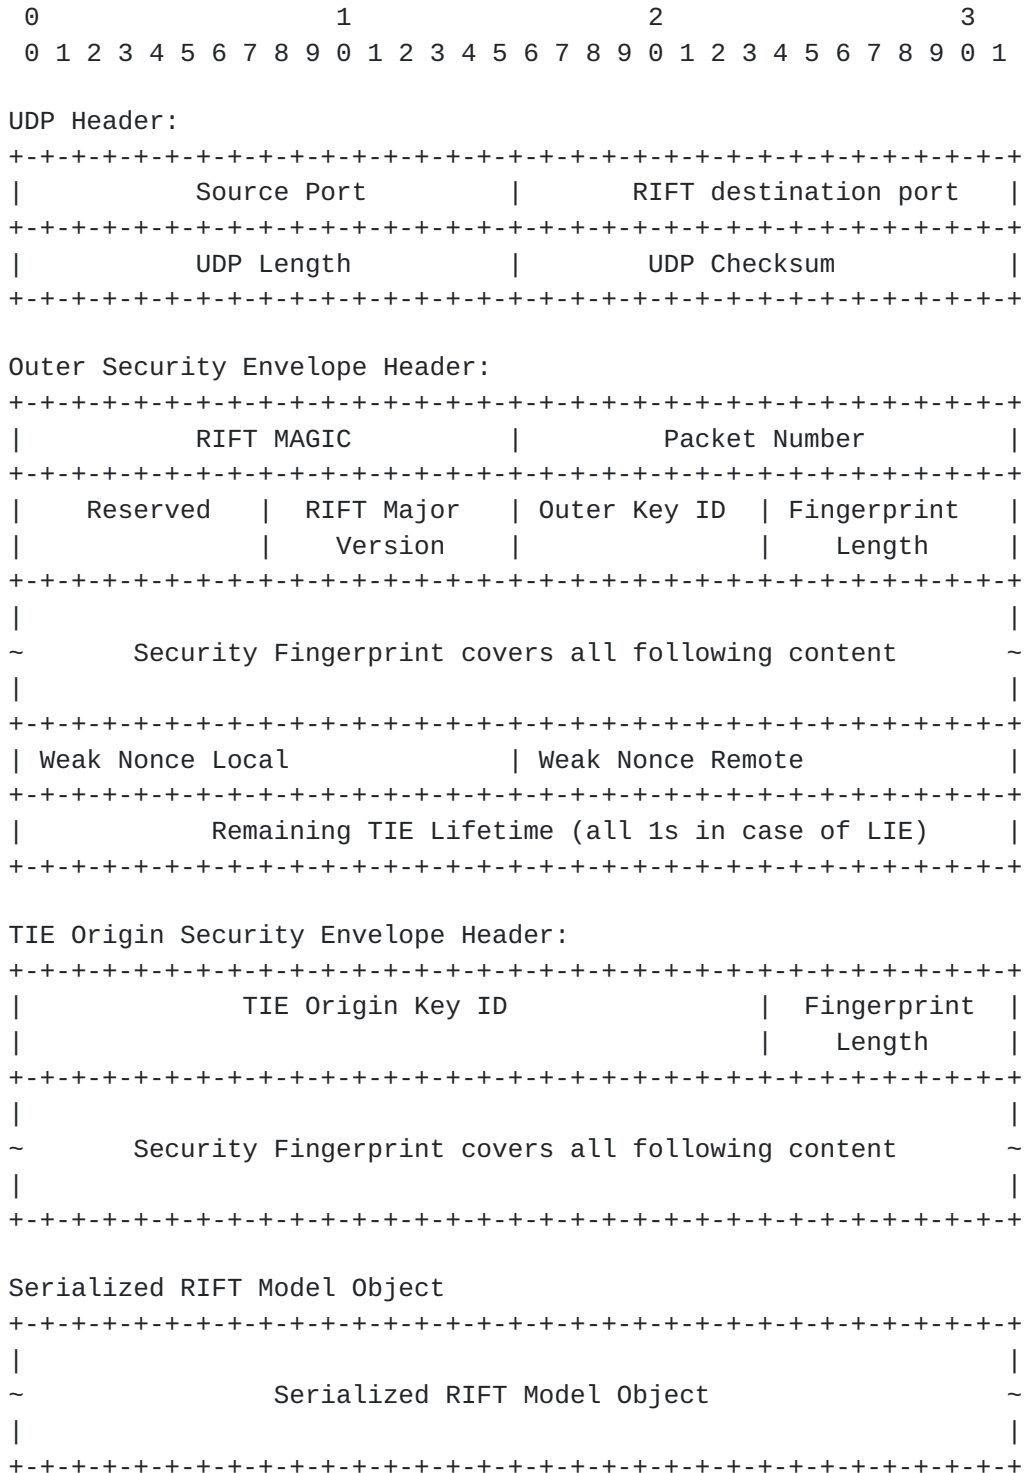 0                   1                   2                   3
 0 1 2 3 4 5 6 7 8 9 0 1 2 3 4 5 6 7 8 9 0 1 2 3 4 5 6 7 8 9 0 1

UDP Header:
+-+-+-+-+-+-+-+-+-+-+-+-+-+-+-+-+-+-+-+-+-+-+-+-+-+-+-+-+-+-+-+-+
|           Source Port         |       RIFT destination port   |
+-+-+-+-+-+-+-+-+-+-+-+-+-+-+-+-+-+-+-+-+-+-+-+-+-+-+-+-+-+-+-+-+
|           UDP Length          |        UDP Checksum           |
+-+-+-+-+-+-+-+-+-+-+-+-+-+-+-+-+-+-+-+-+-+-+-+-+-+-+-+-+-+-+-+-+

Outer Security Envelope Header:
+-+-+-+-+-+-+-+-+-+-+-+-+-+-+-+-+-+-+-+-+-+-+-+-+-+-+-+-+-+-+-+-+
|           RIFT MAGIC          |         Packet Number         |
+-+-+-+-+-+-+-+-+-+-+-+-+-+-+-+-+-+-+-+-+-+-+-+-+-+-+-+-+-+-+-+-+
|    Reserved   |  RIFT Major   | Outer Key ID  | Fingerprint   |
|               |    Version    |               |    Length     |
+-+-+-+-+-+-+-+-+-+-+-+-+-+-+-+-+-+-+-+-+-+-+-+-+-+-+-+-+-+-+-+-+
|                                                               |
~       Security Fingerprint covers all following content       ~
|                                                               |
+-+-+-+-+-+-+-+-+-+-+-+-+-+-+-+-+-+-+-+-+-+-+-+-+-+-+-+-+-+-+-+-+
| Weak Nonce Local              | Weak Nonce Remote             |
+-+-+-+-+-+-+-+-+-+-+-+-+-+-+-+-+-+-+-+-+-+-+-+-+-+-+-+-+-+-+-+-+
|            Remaining TIE Lifetime (all 1s in case of LIE)     |
+-+-+-+-+-+-+-+-+-+-+-+-+-+-+-+-+-+-+-+-+-+-+-+-+-+-+-+-+-+-+-+-+

TIE Origin Security Envelope Header:
+-+-+-+-+-+-+-+-+-+-+-+-+-+-+-+-+-+-+-+-+-+-+-+-+-+-+-+-+-+-+-+-+
|              TIE Origin Key ID                |  Fingerprint  |
|                                               |    Length     |
+-+-+-+-+-+-+-+-+-+-+-+-+-+-+-+-+-+-+-+-+-+-+-+-+-+-+-+-+-+-+-+-+
|                                                               |
~       Security Fingerprint covers all following content       ~
|                                                               |
+-+-+-+-+-+-+-+-+-+-+-+-+-+-+-+-+-+-+-+-+-+-+-+-+-+-+-+-+-+-+-+-+

Serialized RIFT Model Object
+-+-+-+-+-+-+-+-+-+-+-+-+-+-+-+-+-+-+-+-+-+-+-+-+-+-+-+-+-+-+-+-+
|                                                               |
~                Serialized RIFT Model Object                   ~
|                                                               |
+-+-+-+-+-+-+-+-+-+-+-+-+-+-+-+-+-+-+-+-+-+-+-+-+-+-+-+-+-+-+-+-+